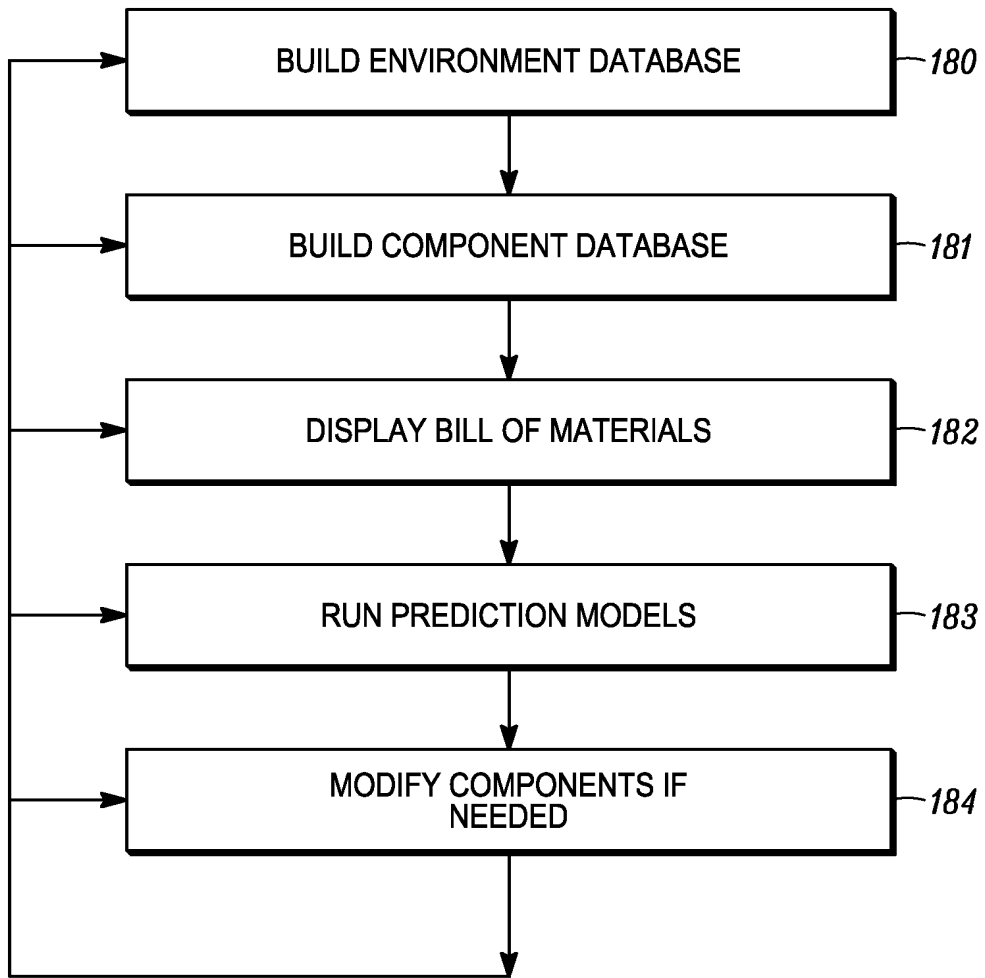 BUILD ENVIRONMENT DATABASE
180
BUILD COMPONENT DATABASE
181
DISPLAY BILL OF MATERIALS
182
RUN PREDICTION MODELS
183
MODIFY COMPONENTS IF
NEEDED
184